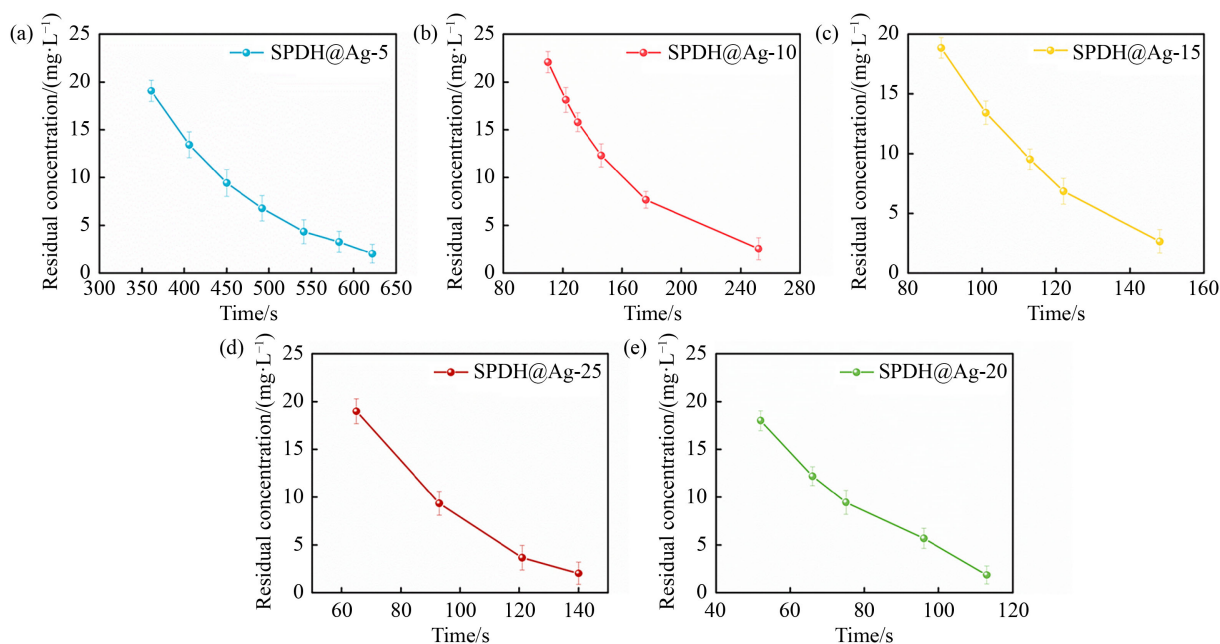 (a)
Residual concentration/(mg·L⁻¹)
25
20
15
10
5
0
SPDH@Ag-5
300 350 400 450 500 550 600 650
Time/s
(b)
Residual concentration/(mg·L⁻¹)
25
20
15
10
5
0
SPDH@Ag-10
80 120 160 200 240 280
Time/s
(c)
Residual concentration/(mg·L⁻¹)
20
15
10
5
0
SPDH@Ag-15
80 100 120 140 160
Time/s
(d)
Residual concentration/(mg·L⁻¹)
25
20
15
10
5
0
SPDH@Ag-25
60 80 100 120 140
Time/s
(e)
Residual concentration/(mg·L⁻¹)
25
20
15
10
5
0
SPDH@Ag-20
40 60 80 100 120
Time/s